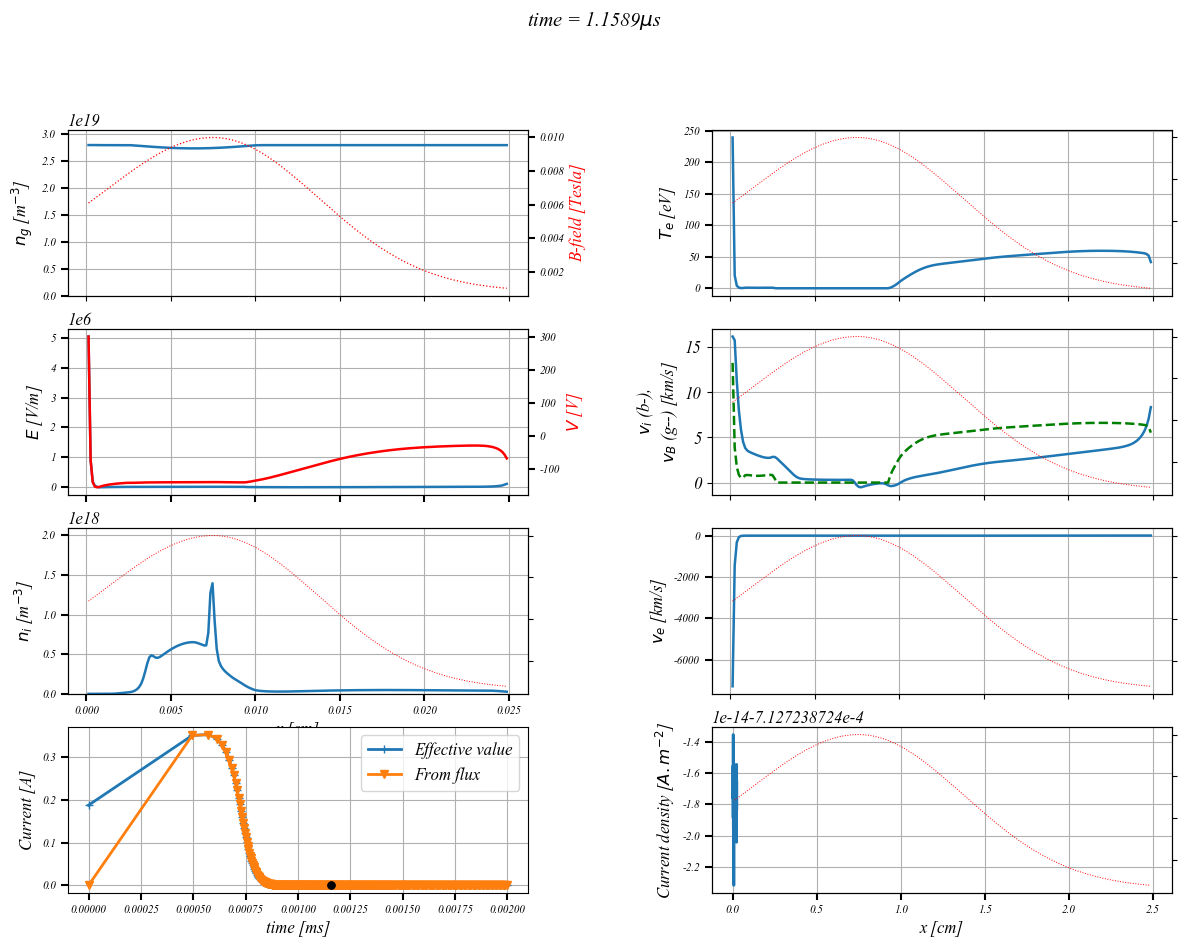 time = 1.1589μs
1e19
3.0
2.5
2.0
1.5
1.0
0.5
0.0
n_g [m^−3]
0.010
0.008
0.006
0.004
0.002
B-field [Tesla]
250
200
150
100
50
0
T_e [eV]
1e6
5
4
3
2
1
0
E [V/m]
300
200
100
0
-100
V [V]
15
10
5
0
v_i (b-),
v_B (g--) [km/s]
1e18
2.0
1.5
1.0
0.5
0.0
n_i [m^−3]
0.000 0.005 0.010 0.015 0.020 0.025
0
-2000
-4000
-6000
v_e [km/s]
0.3
0.2
0.1
0.0
Current [A]
Effective value
From flux
0.00000 0.00025 0.00050 0.00075 0.00100 0.00125 0.00150 0.00175 0.00200
time [ms]
1e-14-7.127238724e-4
-1.4
-1.6
-1.8
-2.0
-2.2
Current density [A.m^−2]
0.0 0.5 1.0 1.5 2.0 2.5
x [cm]